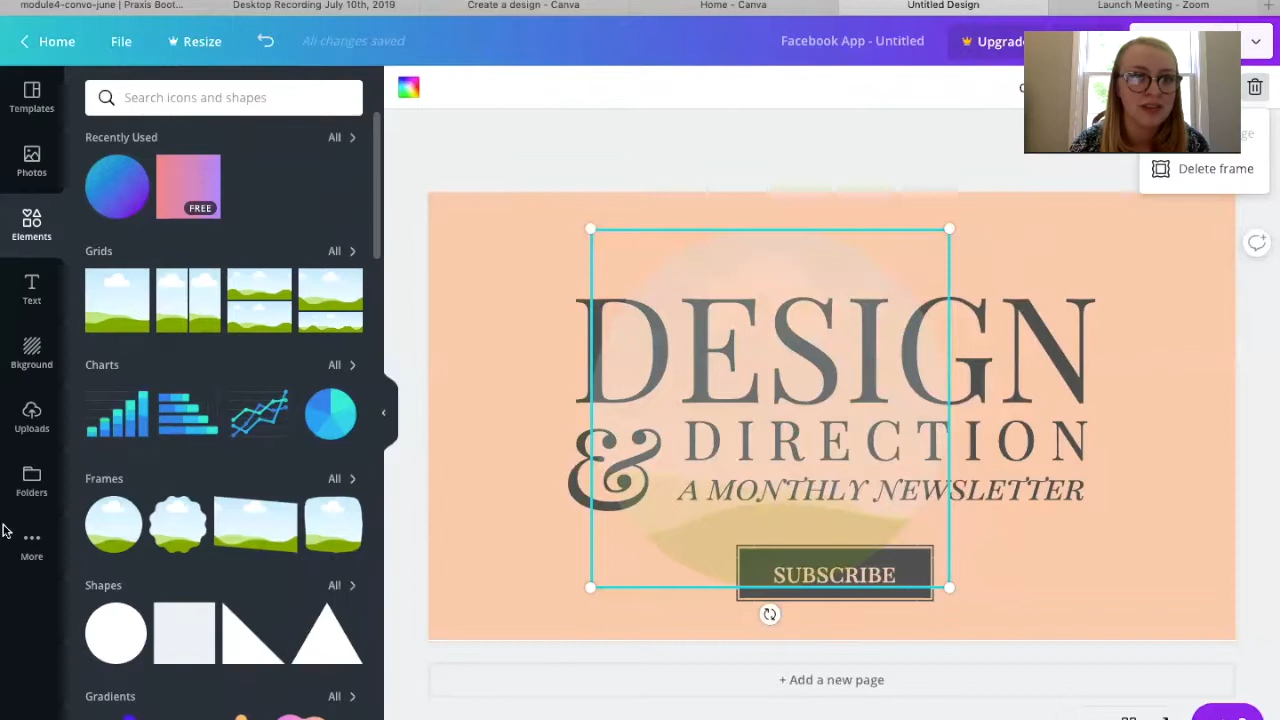 module4-convo-june | Praxis Boot...
Desktop Recording July 10th, 2019
Create a design - Canva
Home - Canva
Untitled Design
Launch Meeting - Zoom
Home
File
Resize
All changes saved
Facebook App - Untitled
Templates
Photos
Elements
Text
Bkground
Uploads
Folders
More
Search icons and shapes
Recently Used
All
FREE
Grids
All
Charts
All
Frames
All
Shapes
All
Gradients
All
Delete frame
DESIGN
& DIRECTION
A MONTHLY NEWSLETTER
SUBSCRIBE
+ Add a new page